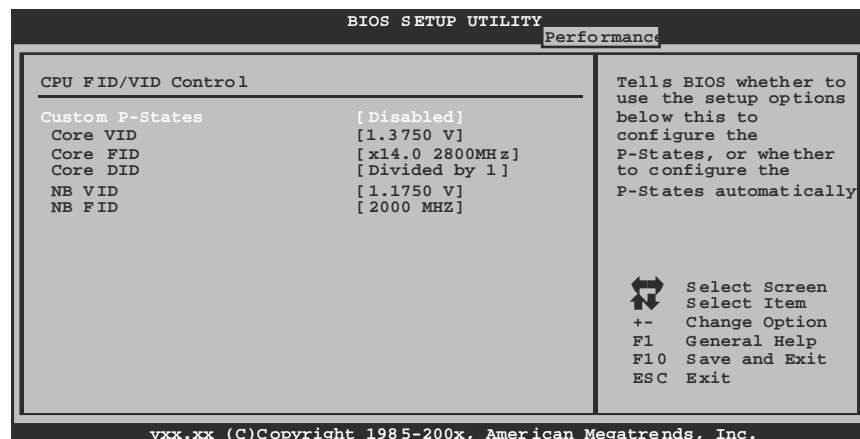 BIOS SETUP UTILITY
Performance
CPU FID/VID Control
Custom P-States [Disabled]
Core VID [1.3750 V]
Core FID [x14.0 2800MHz]
Core DID [Divided by 1]
NB VID [1.1750 V]
NB FID [2000 MHZ]
Tells BIOS whether to
use the setup options
below this to
configure the
P-States, or whether
to configure the
P-States automatically
Select Screen
Select Item
+- Change Option
F1 General Help
F10 Save and Exit
ESC Exit
vxx.xx (C)Copyright 1985-200x, American Megatrends, Inc.